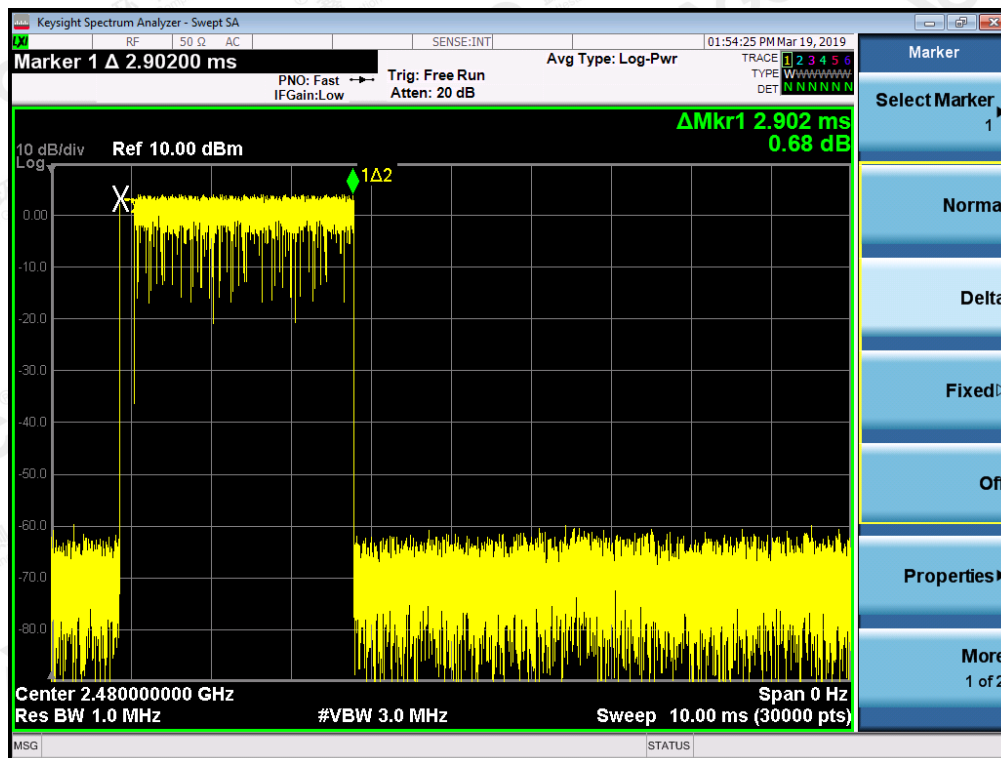 Keysight Spectrum Analyzer - Swept SA
LXI RF 50 Ω AC SENSE:INT 01:54:25 PM Mar 19, 2019
Marker 1 Δ 2.90200 ms
Avg Type: Log-Pwr
TRACE 1 2 3 4 5 6
PNO: Fast
Trig: Free Run
TYPE W
IFGain:Low
Atten: 20 dB
DET N N N N N N
ΔMkr1 2.902 ms
0.68 dB
10 dB/div Ref 10.00 dBm
Log
1Δ2
0.00
-10.0
-20.0
-30.0
-40.0
-50.0
-60.0
-70.0
-80.0
Center 2.480000000 GHz Span 0 Hz
Res BW 1.0 MHz #VBW 3.0 MHz Sweep 10.00 ms (30000 pts)
MSG STATUS
Marker
Select Marker
1
Norma
Delta
Fixed
Off
Properties
More
1 of 2